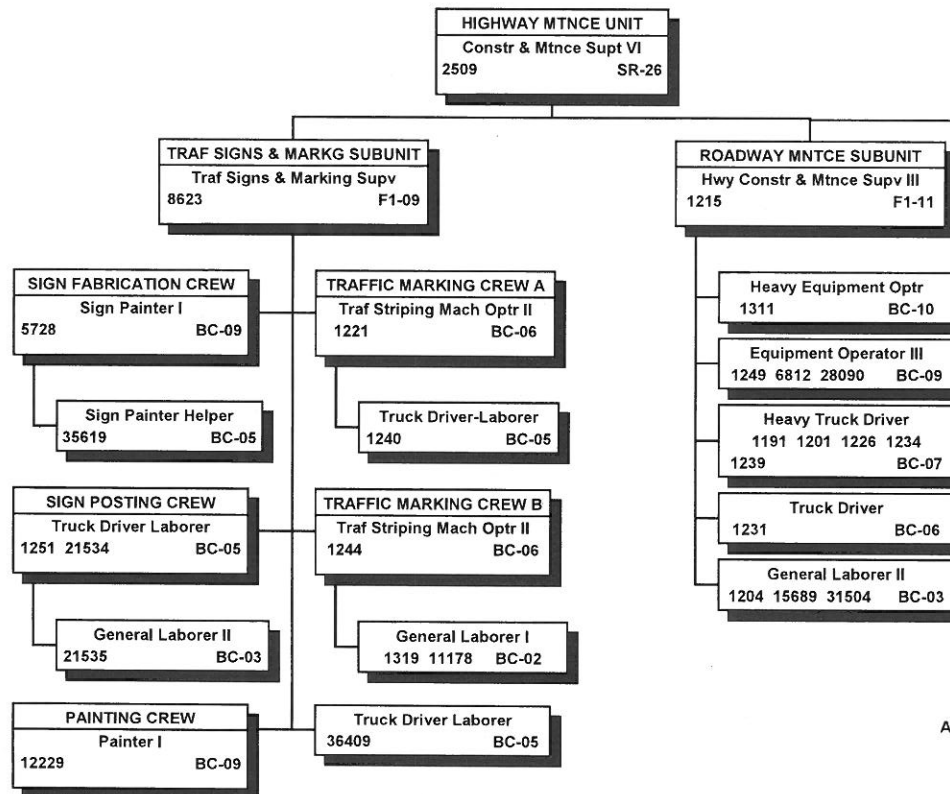 HIGHWAY MTNCE UNIT
Constr & Mtnce Supt VI
2509 SR-26
TRAF SIGNS & MARKG SUBUNIT
Traf Signs & Marking Supv
8623 F1-09
ROADWAY MNTCE SUBUNIT
Hwy Constr & Mtnce Supv III
1215 F1-11
SIGN FABRICATION CREW
Sign Painter I
5728 BC-09
Sign Painter Helper
35619 BC-05
TRAFFIC MARKING CREW A
Traf Striping Mach Optr II
1221 BC-06
Truck Driver-Laborer
1240 BC-05
SIGN POSTING CREW
Truck Driver Laborer
1251 21534 BC-05
General Laborer II
21535 BC-03
TRAFFIC MARKING CREW B
Traf Striping Mach Optr II
1244 BC-06
General Laborer I
1319 11178 BC-02
PAINTING CREW
Painter I
12229 BC-09
Truck Driver Laborer
36409 BC-05
Heavy Equipment Optr
1311 BC-10
Equipment Operator III
1249 6812 28090 BC-09
Heavy Truck Driver
1191 1201 1226 1234
1239 BC-07
Truck Driver
1231 BC-06
General Laborer II
1204 15689 31504 BC-03
A